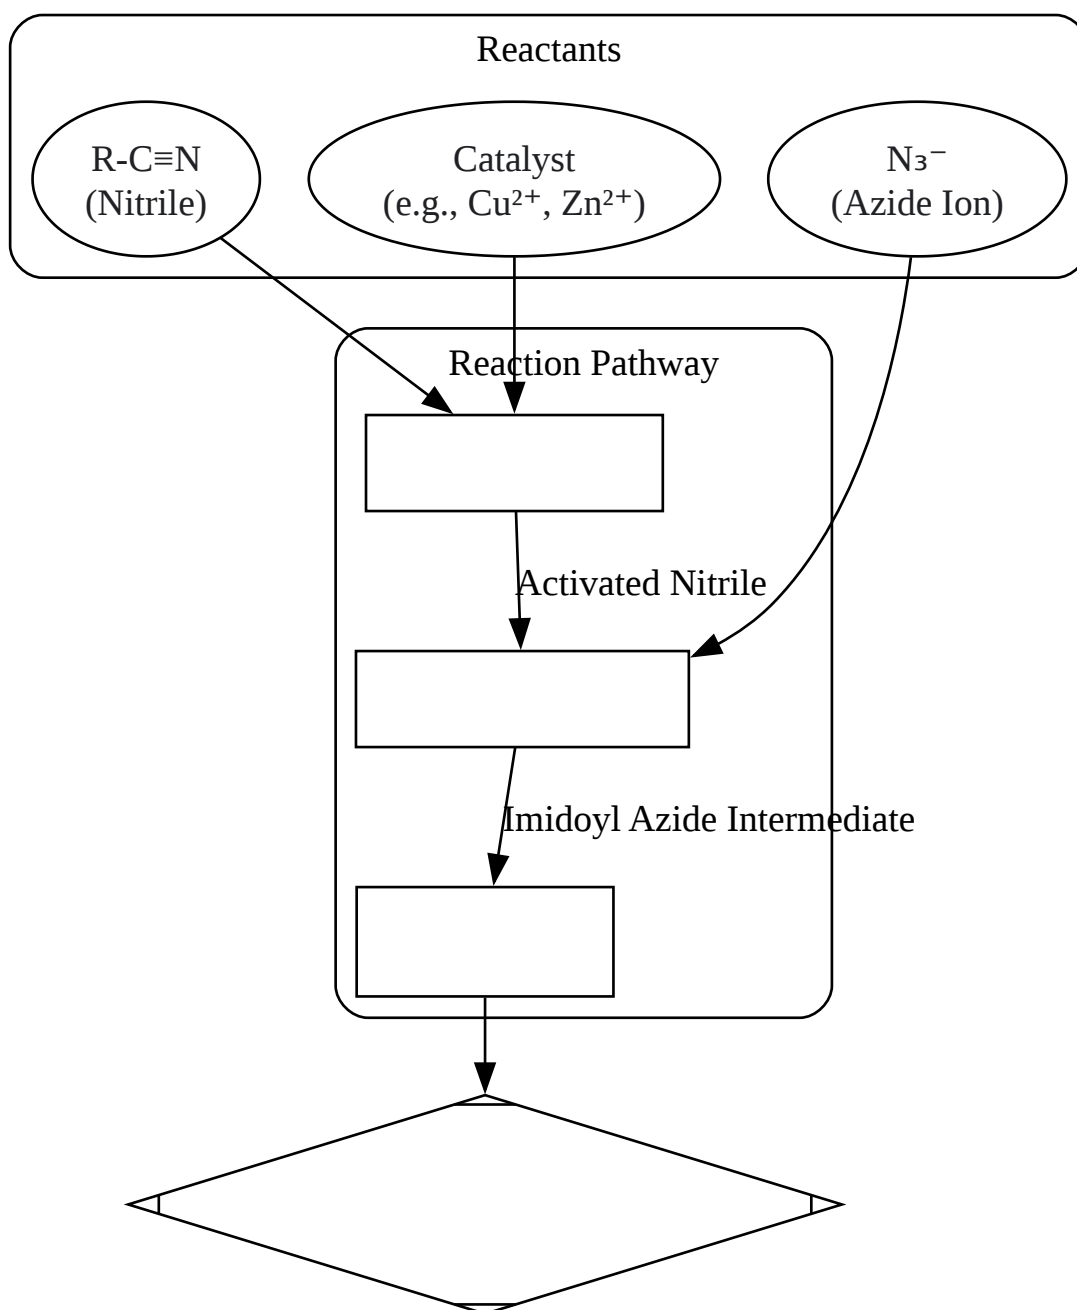 Reactants
R-C≡N
(Nitrile)
Catalyst
(e.g., Cu²⁺, Zn²⁺)
N₃⁻
(Azide Ion)
Reaction Pathway
Activated Nitrile
Imidoyl Azide Intermediate